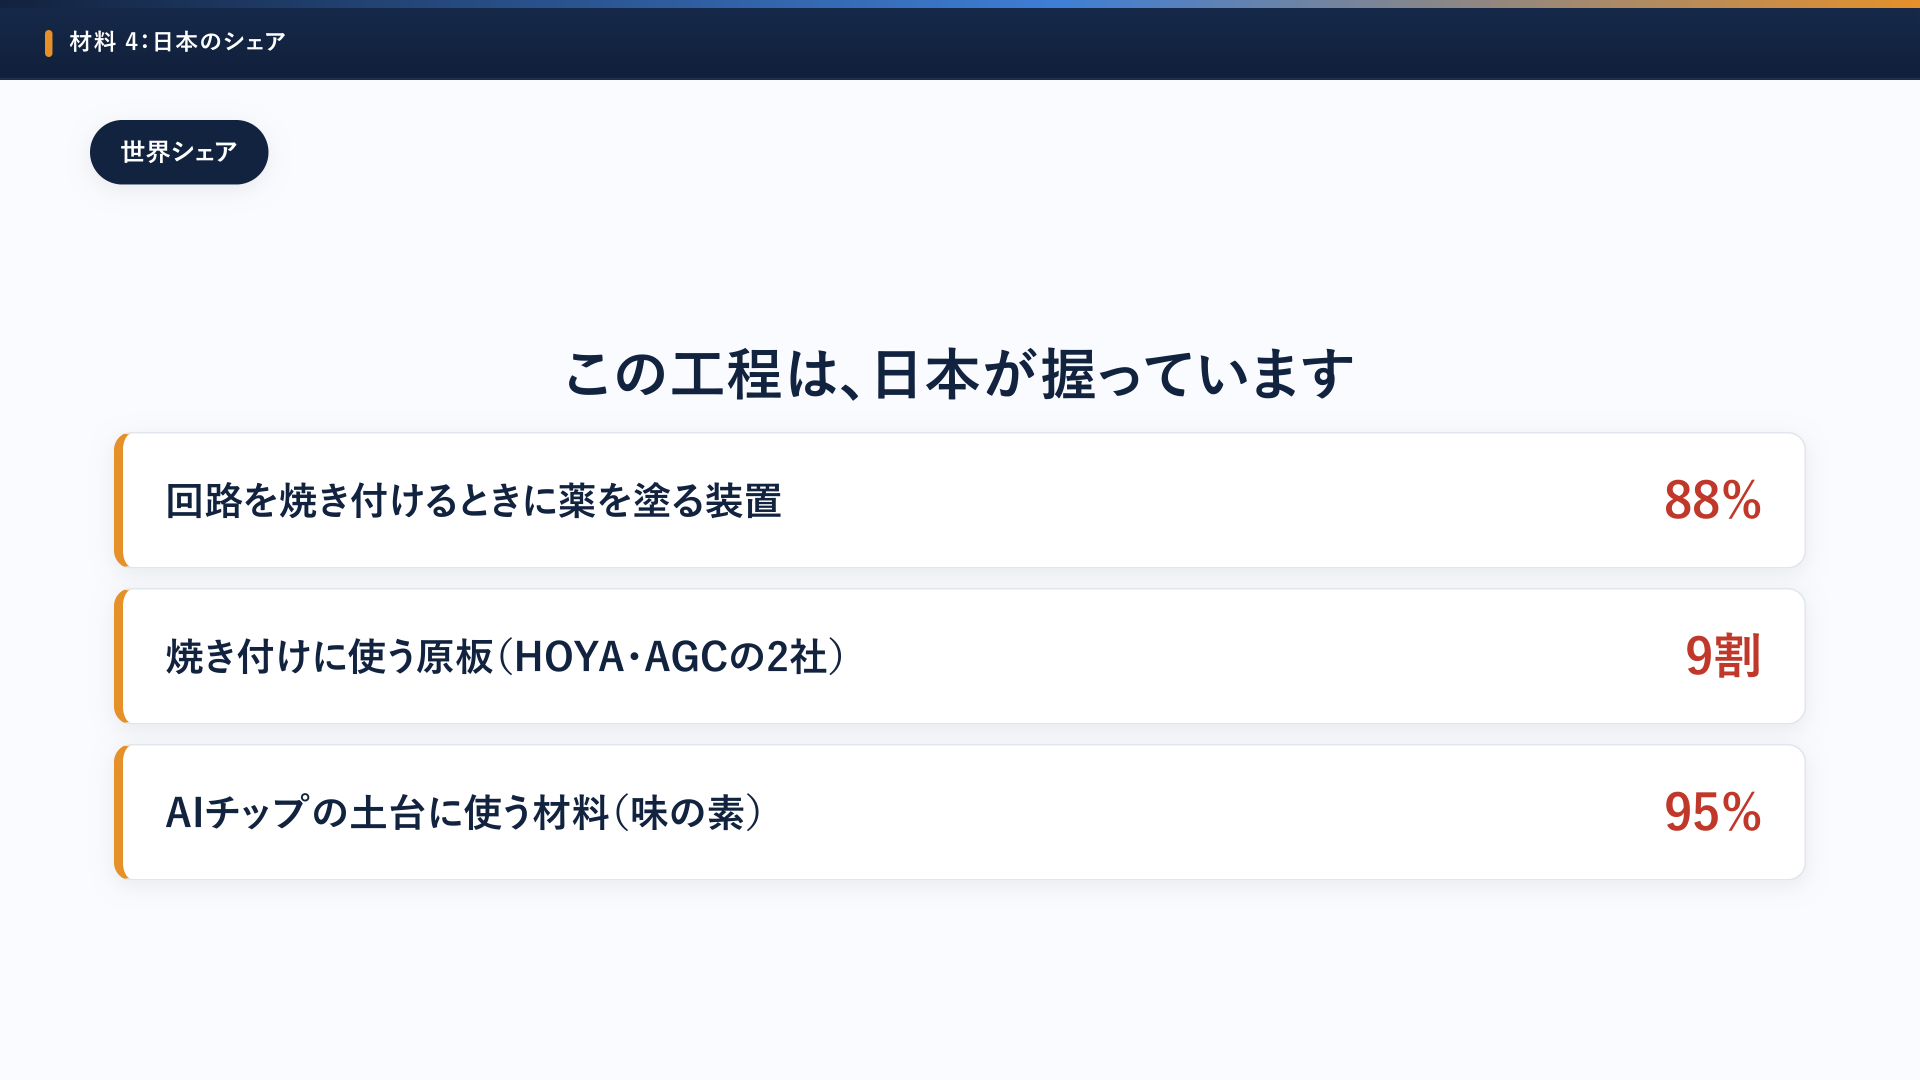 材料 4：日本のシェア
世界シェア
この工程は、日本が握っています
回路を焼き付けるときに薬を塗る装置 88%
焼き付けに使う原板（HOYA・AGCの2社） 9割
AIチップの土台に使う材料（味の素） 95%